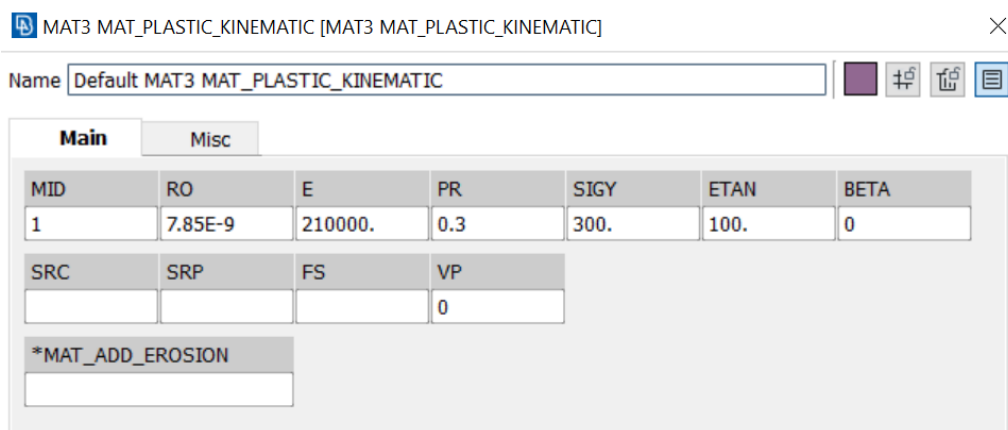 MAT3 MAT_PLASTIC_KINEMATIC [MAT3 MAT_PLASTIC_KINEMATIC]
Name Default MAT3 MAT_PLASTIC_KINEMATIC
Main Misc
MID RO E PR SIGY ETAN BETA
1 7.85E-9 210000. 0.3 300. 100. 0
SRC SRP FS VP
0
*MAT_ADD_EROSION